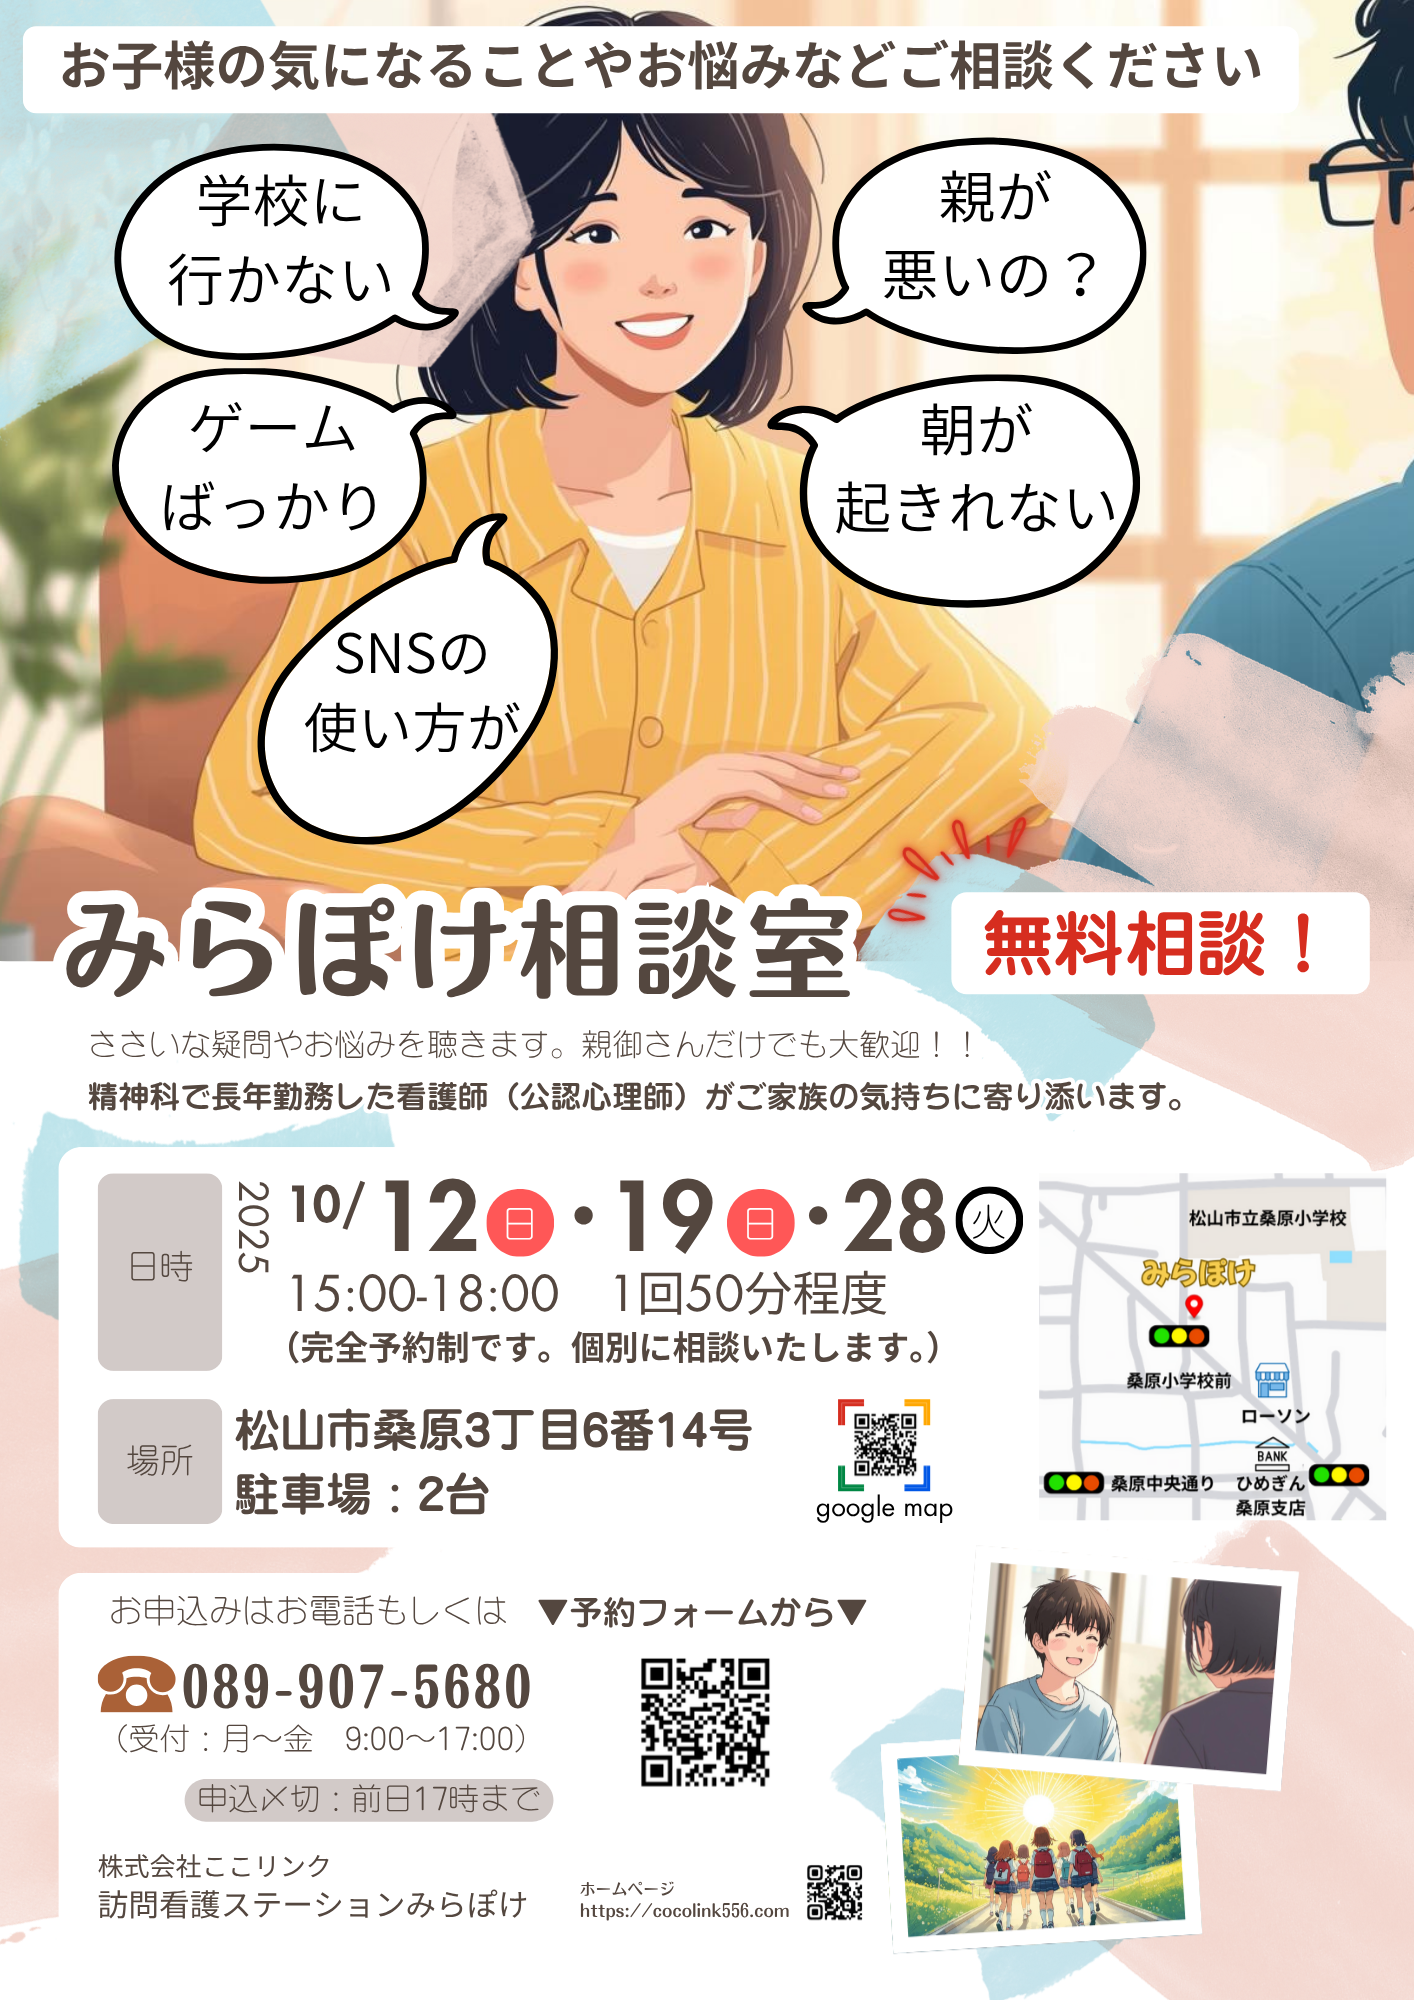 お子様の気になることやお悩みなどご相談ください
学校に
行かない
親が
悪いの？
ゲーム
ばっかり
朝が
起きれない
SNSの
使い方が
みらぽけ相談室
無料相談！
ささいな疑問やお悩みを聴きます。親御さんだけでも大歓迎！！
精神科で長年勤務した看護師（公認心理師）がご家族の気持ちに寄り添います。
日時
2025
10/12日・19日・28火
15:00-18:00　1回50分程度
（完全予約制です。個別に相談いたします。）
場所
松山市桑原3丁目6番14号
駐車場：2台
google map
松山市立桑原小学校
みらぽけ
桑原小学校前
ローソン
BANK
桑原中央通り
ひめぎん
桑原支店
お申込みはお電話もしくは
▼予約フォームから▼
089-907-5680
（受付：月〜金　9:00〜17:00）
申込〆切：前日17時まで
株式会社ここリンク
訪問看護ステーションみらぽけ
ホームページ
https://cocolink556.com